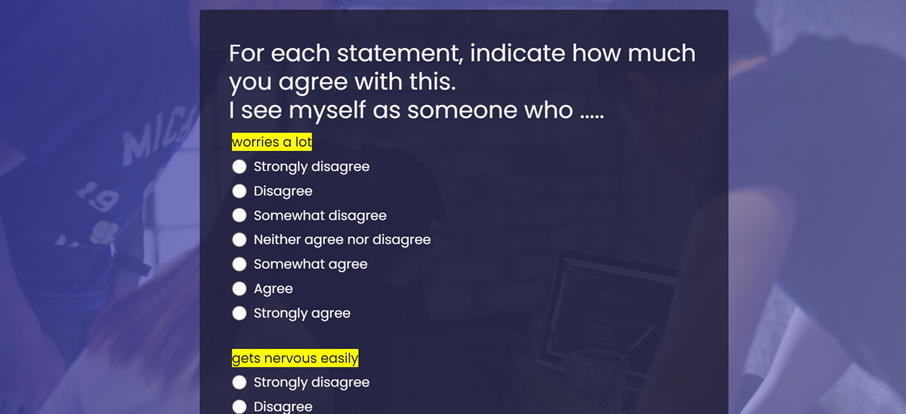 For each statement, indicate how much
you agree with this.
I see myself as someone who .....
worries a lot
Strongly disagree
Disagree
Somewhat disagree
Neither agree nor disagree
Somewhat agree
Agree
Strongly agree
gets nervous easily
Strongly disagree
Disagree
MICH
19